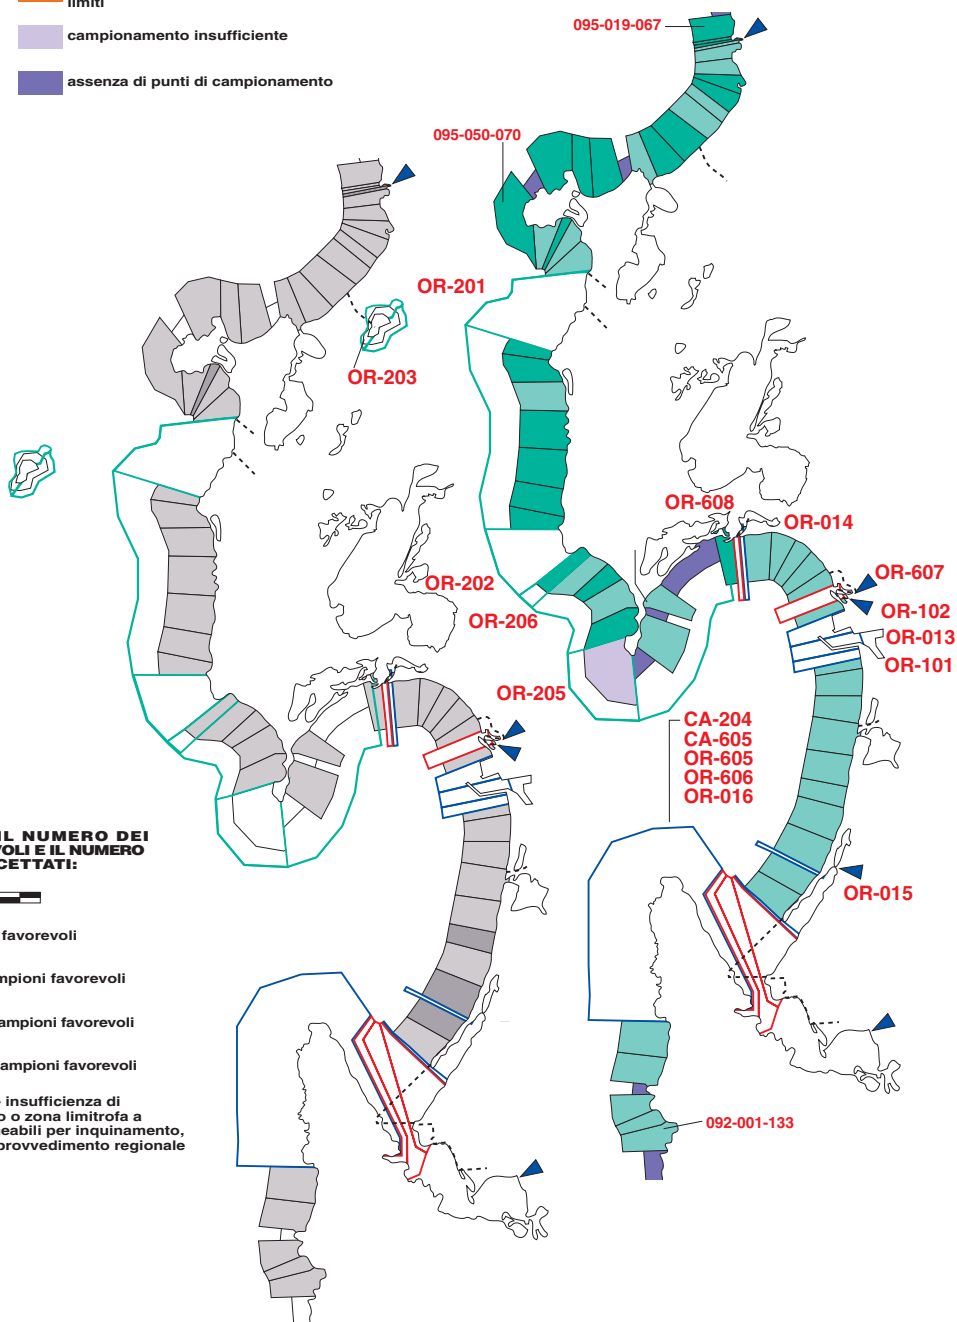 limiti
campionamento insufficiente
assenza di punti di campionamento
095-019-067
095-050-070
OR-201
OR-203
OR-608
OR-014
OR-202
OR-607
OR-206
OR-102
OR-013
OR-101
OR-205
CA-204
CA-605
OR-605
OR-606
OR-016
OR-015
092-001-133
IL NUMERO DEI
VOLI E IL NUMERO
CETTATI:
favorevoli
mpioni favorevoli
ampioni favorevoli
ampioni favorevoli
insufficienza di
o o zona limitrofa a
neabili per inquinamento,
provvedimento regionale